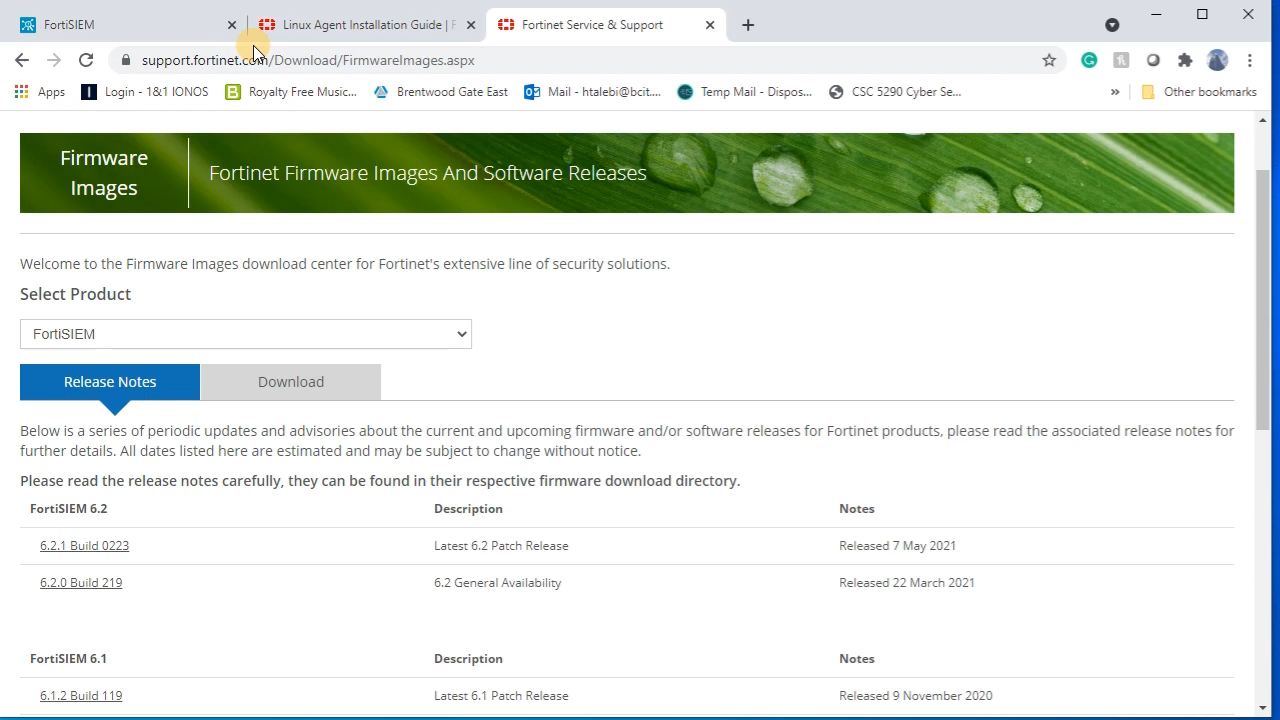 FortiSIEM
Linux Agent Installation Guide | F
Fortinet Service & Support
support.fortinet.com/Download/FirmwareImages.aspx
Apps
Login - 1&1 IONOS
Royalty Free Music...
Brentwood Gate East
Mail - htalebi@bcit....
Temp Mail - Dispos...
CSC 5290 Cyber Se...
»
Other bookmarks
Firmware
Images
Fortinet Firmware Images And Software Releases
Welcome to the Firmware Images download center for Fortinet's extensive line of security solutions.
Select Product
FortiSIEM
Release Notes
Download
Below is a series of periodic updates and advisories about the current and upcoming firmware and/or software releases for Fortinet products, please read the associated release notes for
further details. All dates listed here are estimated and may be subject to change without notice.
Please read the release notes carefully, they can be found in their respective firmware download directory.
FortiSIEM 6.2 Description Notes
6.2.1 Build 0223 Latest 6.2 Patch Release Released 7 May 2021
6.2.0 Build 219 6.2 General Availability Released 22 March 2021
FortiSIEM 6.1 Description Notes
6.1.2 Build 119 Latest 6.1 Patch Release Released 9 November 2020